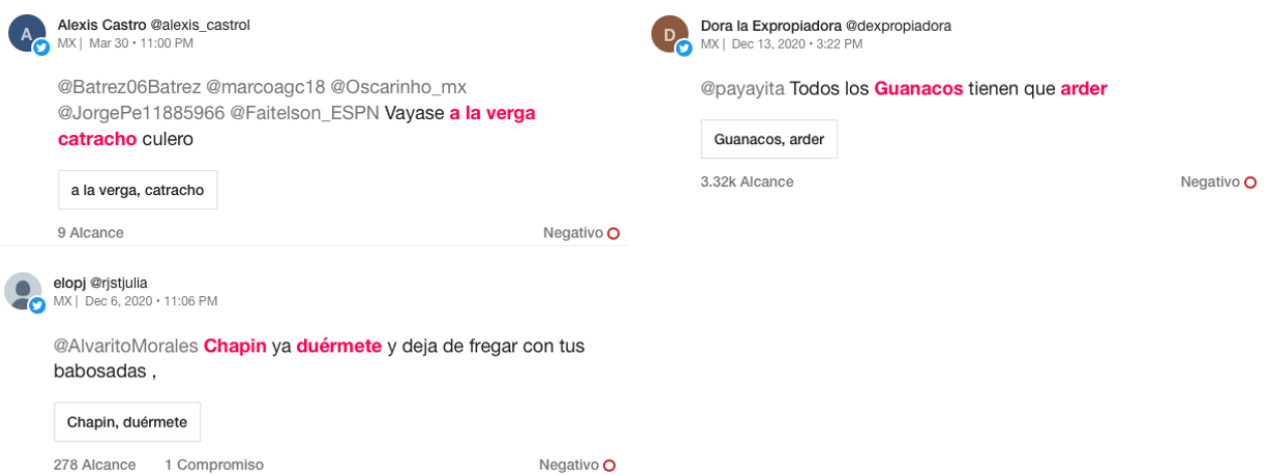 A
Alexis Castro @alexis_castrol
MX | Mar 30 • 11:00 PM
@Batrez06Batrez @marcoagc18 @Oscarinho_mx
@JorgePe11885966 @Faitelson_ESPN Vayase a la verga
catracho culero
a la verga, catracho
9 Alcance
Negativo
elopj @rjstjulia
MX | Dec 6, 2020 • 11:06 PM
@AlvaritoMorales Chapin ya duérmete y deja de fregar con tus
babosadas ,
Chapin, duérmete
278 Alcance 1 Compromiso
Negativo
D
Dora la Expropiadora @dexpropiadora
MX | Dec 13, 2020 • 3:22 PM
@payayita Todos los Guanacos tienen que arder
Guanacos, arder
3.32k Alcance
Negativo